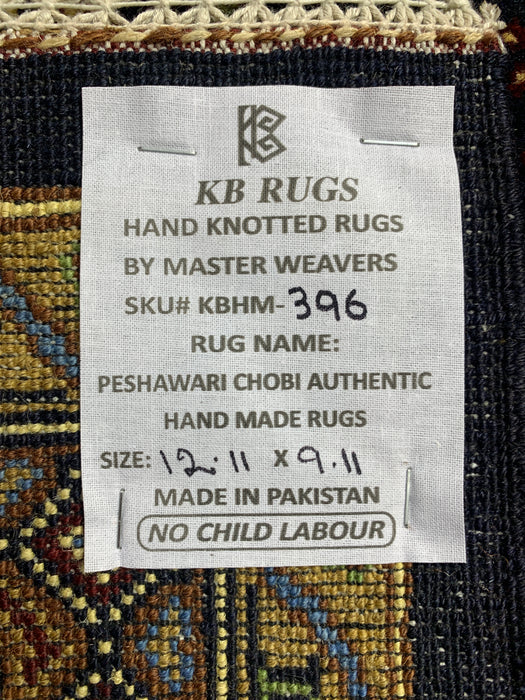 KB RUGS
HAND KNOTTED RUGS
BY MASTER WEAVERS
SKU# KBHM-396
RUG NAME:
PESHAWARI CHOBI AUTHENTIC
HAND MADE RUGS
SIZE: 12.11 X 9.11
MADE IN PAKISTAN
NO CHILD LABOUR